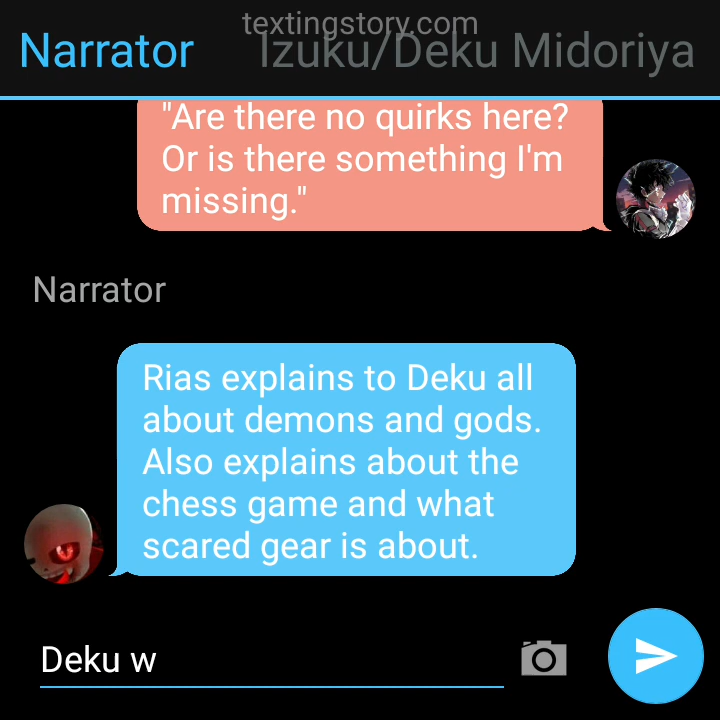 textingstory.com
Narrator Izuku/Deku Midoriya
"Are there no quirks here?
Or is there something I'm
missing."
Narrator
Rias explains to Deku all
about demons and gods.
Also explains about the
chess game and what
scared gear is about.
Deku w